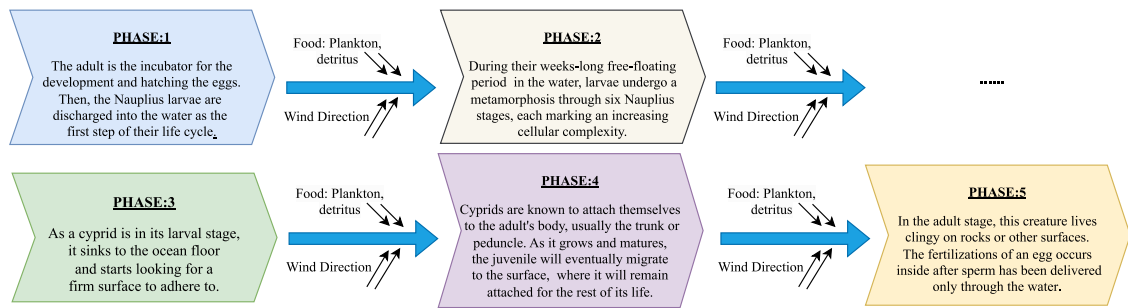 PHASE:1
The adult is the incubator for the
development and hatching the eggs.
Then, the Nauplius larvae are
discharged into the water as the
first step of their life cycle.
Food: Plankton,
detritus
Wind Direction
PHASE:2
During their weeks-long free-floating
period in the water, larvae undergo a
metamorphosis through six Nauplius
stages, each marking an increasing
cellular complexity.
Food: Plankton,
detritus
Wind Direction
......
PHASE:3
As a cyprid is in its larval stage,
it sinks to the ocean floor
and starts looking for a
firm surface to adhere to.
Food: Plankton,
detritus
Wind Direction
PHASE:4
Cyprids are known to attach themselves
to the adult's body, usually the trunk or
peduncle. As it grows and matures,
the juvenile will eventually migrate
to the surface, where it will remain
attached for the rest of its life.
Food: Plankton,
detritus
Wind Direction
PHASE:5
In the adult stage, this creature lives
clingy on rocks or other surfaces.
The fertilizations of an egg occurs
inside after sperm has been delivered
only through the water.